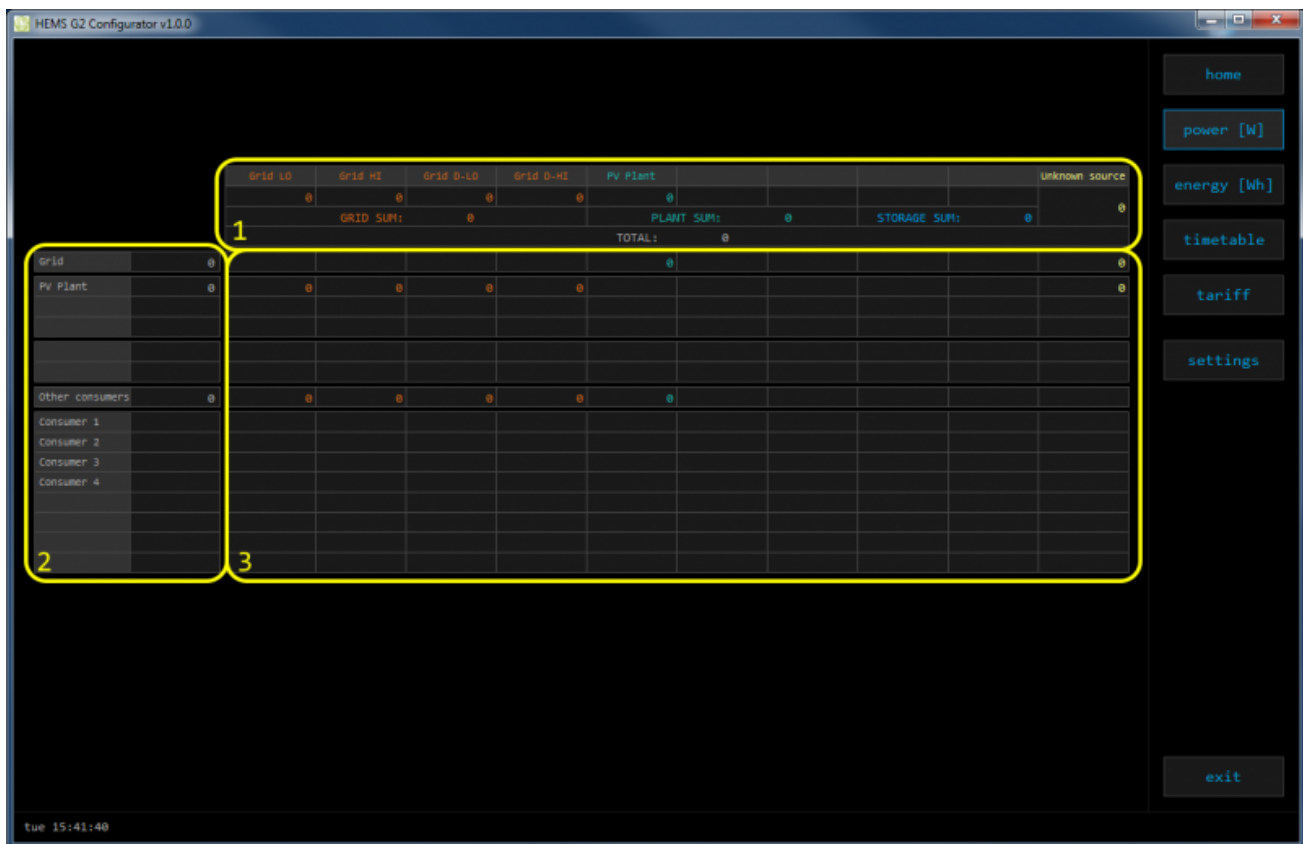 HEMS G2 Configurator v1.0.0
home
power [W]
energy [Wh]
timetable
tariff
settings
exit
Grid LO Grid HI Grid D-LO Grid D-HI PV Plant Unknown source
0 0 0 0 0 0
GRID SUM: 0 PLANT SUM: 0 STORAGE SUM: 0
1 TOTAL: 0
Grid 0 0 0
PV Plant 0 0 0 0 0 0
Other consumers 0 0 0 0 0 0
Consumer 1
Consumer 2
Consumer 3
Consumer 4
2 3
tue 15:41:40